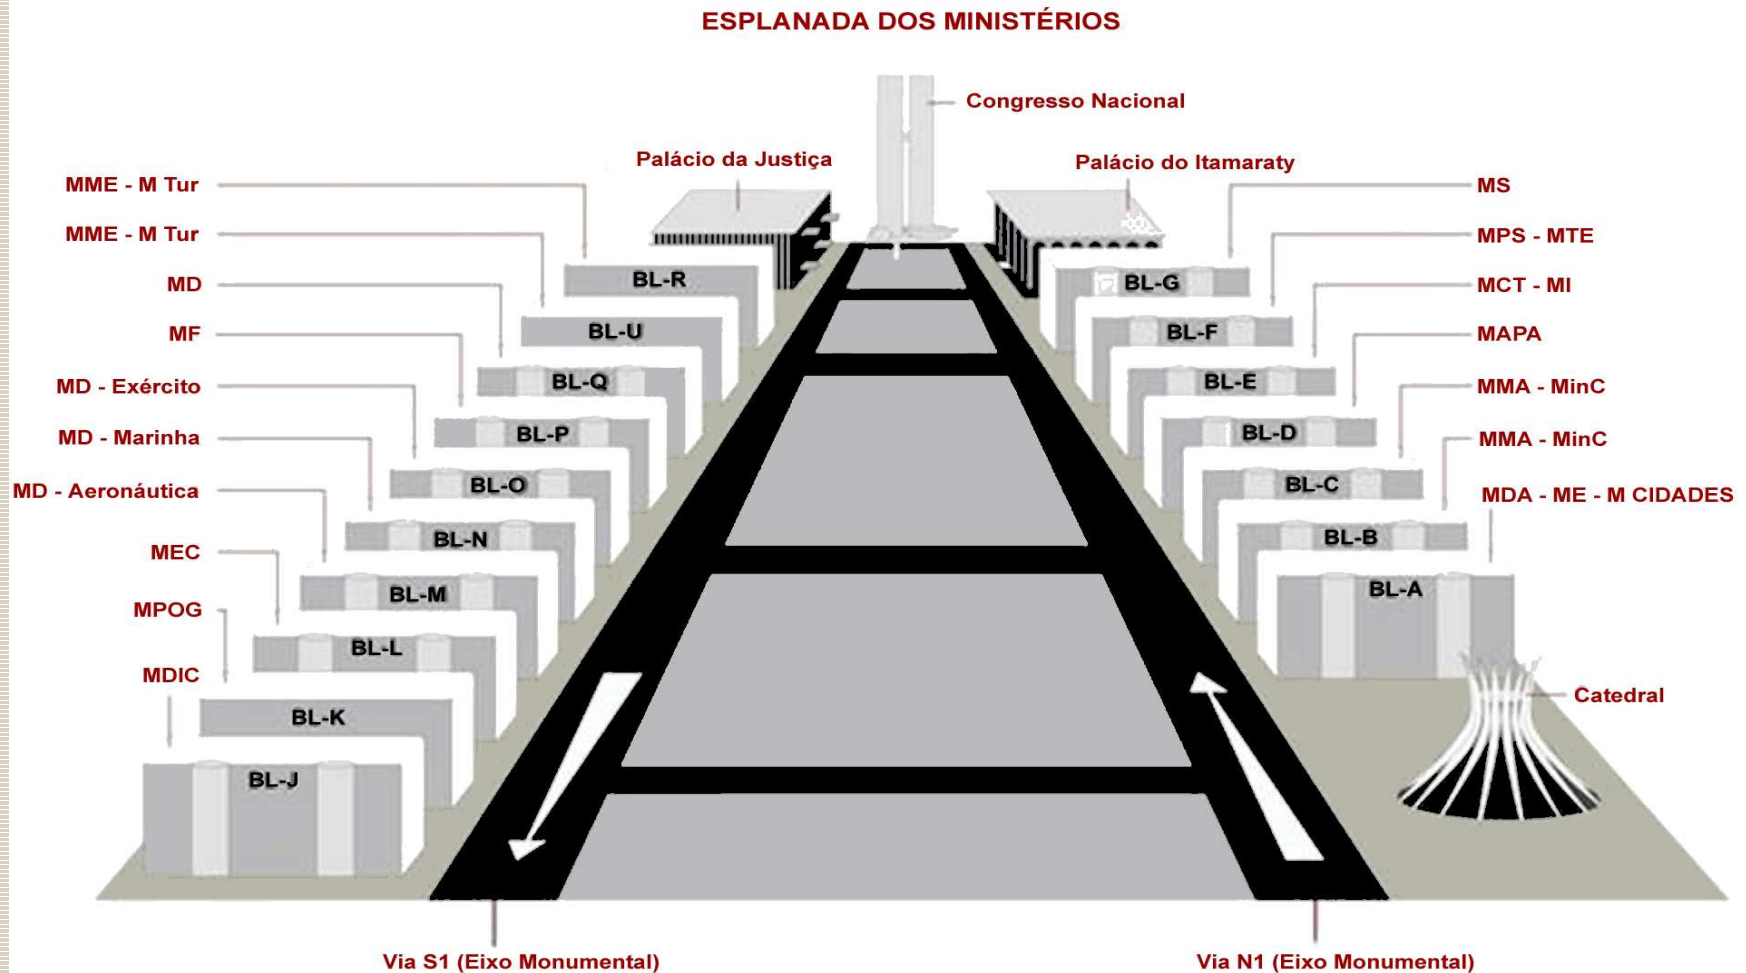 ESPLANADA DOS MINISTÉRIOS
Congresso Nacional
Palácio da Justiça
Palácio do Itamaraty
MME - M Tur
MME - M Tur
MD
MF
MD - Exército
MD - Marinha
MD - Aeronáutica
MEC
MPOG
MDIC
BL-R
BL-U
BL-Q
BL-P
BL-O
BL-N
BL-M
BL-L
BL-K
BL-J
BL-G
BL-F
BL-E
BL-D
BL-C
BL-B
BL-A
MS
MPS - MTE
MCT - MI
MAPA
MMA - MinC
MMA - MinC
MDA - ME - M CIDADES
Catedral
Via S1 (Eixo Monumental)
Via N1 (Eixo Monumental)